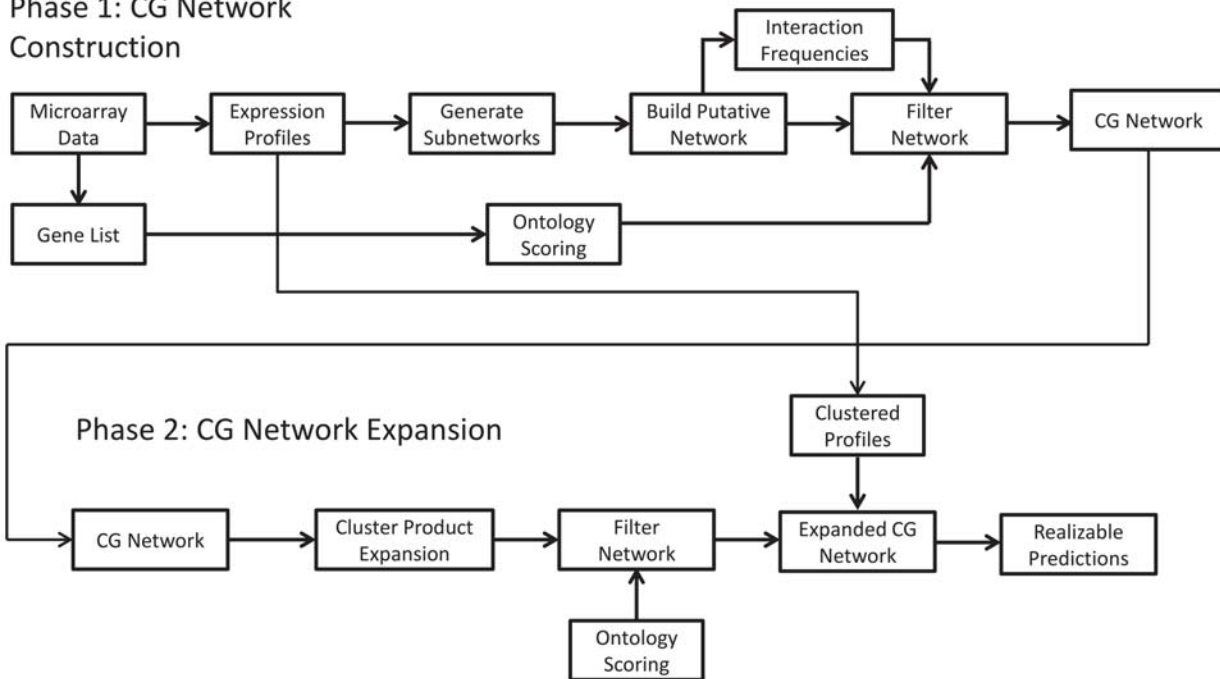 Phase 1: CG Network
Construction
Interaction
Frequencies
Microarray
Data
Expression
Profiles
Generate
Subnetworks
Build Putative
Network
Filter
Network
CG Network
Gene List
Ontology
Scoring
Clustered
Profiles
Phase 2: CG Network Expansion
CG Network
Cluster Product
Expansion
Filter
Network
Expanded CG
Network
Realizable
Predictions
Ontology
Scoring